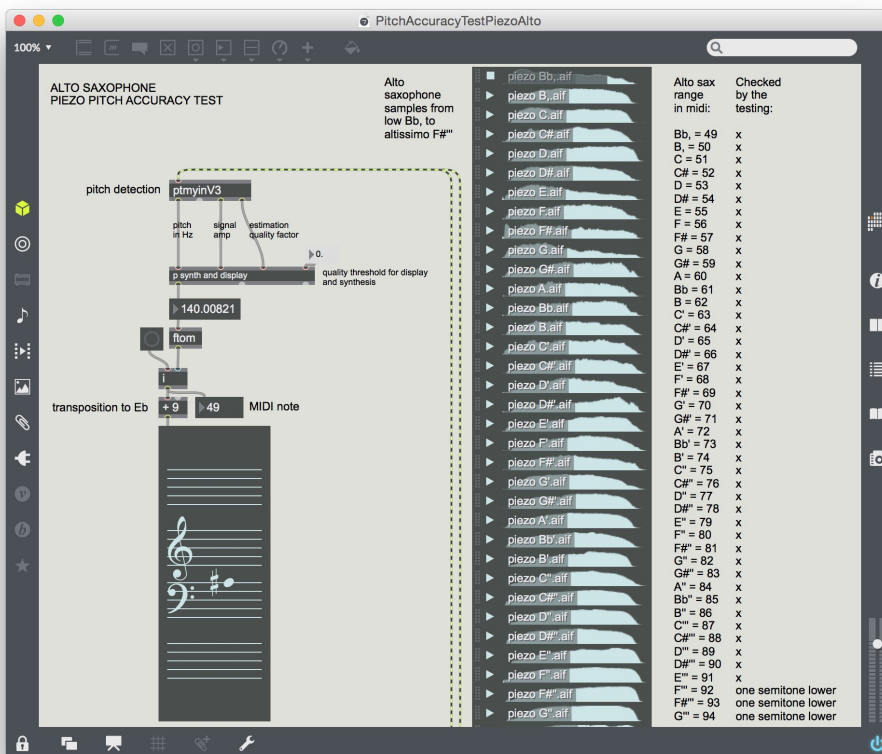 PitchAccuracyTestPiezoAlto
100% ▼
ALTO SAXOPHONE
PIEZO PITCH ACCURACY TEST
pitch detection
ptmyinV3
pitch
in Hz
signal
amp
estimation
quality factor
0.
p synth and display
quality threshold for display
and synthesis
140.00821
ftom
i
transposition to Eb
+ 9
49
MIDI note
Alto
saxophone
samples from
low Bb, to
altissimo F#'''
piezo Bb,.aif
piezo B,.aif
piezo C.aif
piezo C#.aif
piezo D.aif
piezo D#.aif
piezo E.aif
piezo F.aif
piezo F#.aif
piezo G.aif
piezo G#.aif
piezo A.aif
piezo Bb.aif
piezo B.aif
piezo C'.aif
piezo C#'.aif
piezo D'.aif
piezo D#'.aif
piezo E'.aif
piezo F'.aif
piezo F#'.aif
piezo G'.aif
piezo G#'.aif
piezo A'.aif
piezo Bb'.aif
piezo B'.aif
piezo C".aif
piezo C#".aif
piezo D".aif
piezo D#".aif
piezo E".aif
piezo F".aif
piezo F#".aif
piezo G".aif
Alto sax
range
in midi:
Checked
by the
testing:
Bb, = 49 x
B, = 50 x
C = 51 x
C# = 52 x
D = 53 x
D# = 54 x
E = 55 x
F = 56 x
F# = 57 x
G = 58 x
G# = 59 x
A = 60 x
Bb = 61 x
B = 62 x
C' = 63 x
C#' = 64 x
D' = 65 x
D#' = 66 x
E' = 67 x
F' = 68 x
F#' = 69 x
G' = 70 x
G#' = 71 x
A' = 72 x
Bb' = 73 x
B' = 74 x
C" = 75 x
C#" = 76 x
D" = 77 x
D#" = 78 x
E" = 79 x
F" = 80 x
F#" = 81 x
G" = 82 x
G#" = 83 x
A" = 84 x
Bb" = 85 x
B" = 86 x
C''' = 87 x
C#''' = 88 x
D''' = 89 x
D#''' = 90 x
E''' = 91 x
F''' = 92 one semitone lower
F#''' = 93 one semitone lower
G''' = 94 one semitone lower